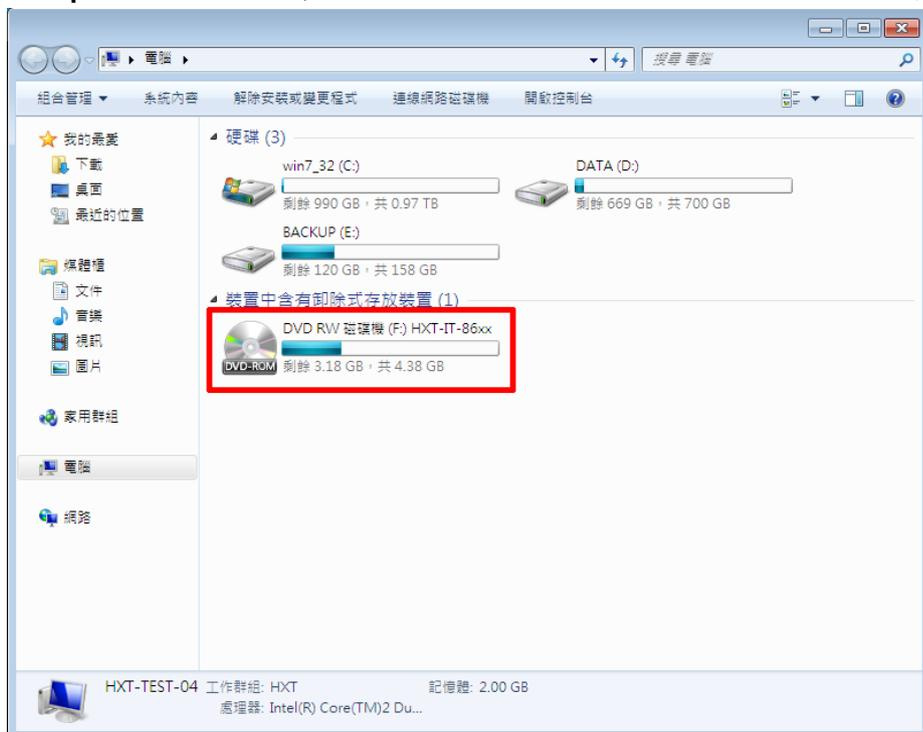 電腦
搜尋 電腦
組合管理 系統內容 解除安裝或變更程式 連線網路磁碟機 開啟控制台
我的最愛
下載
桌面
最近的位置
媒體櫃
文件
音樂
視訊
圖片
家用群組
電腦
網路
硬碟 (3)
win7_32 (C:)
剩餘 990 GB，共 0.97 TB
DATA (D:)
剩餘 669 GB，共 700 GB
BACKUP (E:)
剩餘 120 GB，共 158 GB
裝置中含有卸除式存放裝置 (1)
DVD RW 磁碟機 (F:) HXT-IT-86xx
DVD-ROM
剩餘 3.18 GB，共 4.38 GB
HXT-TEST-04 工作群組: HXT 記憶體: 2.00 GB
處理器: Intel(R) Core(TM)2 Du...